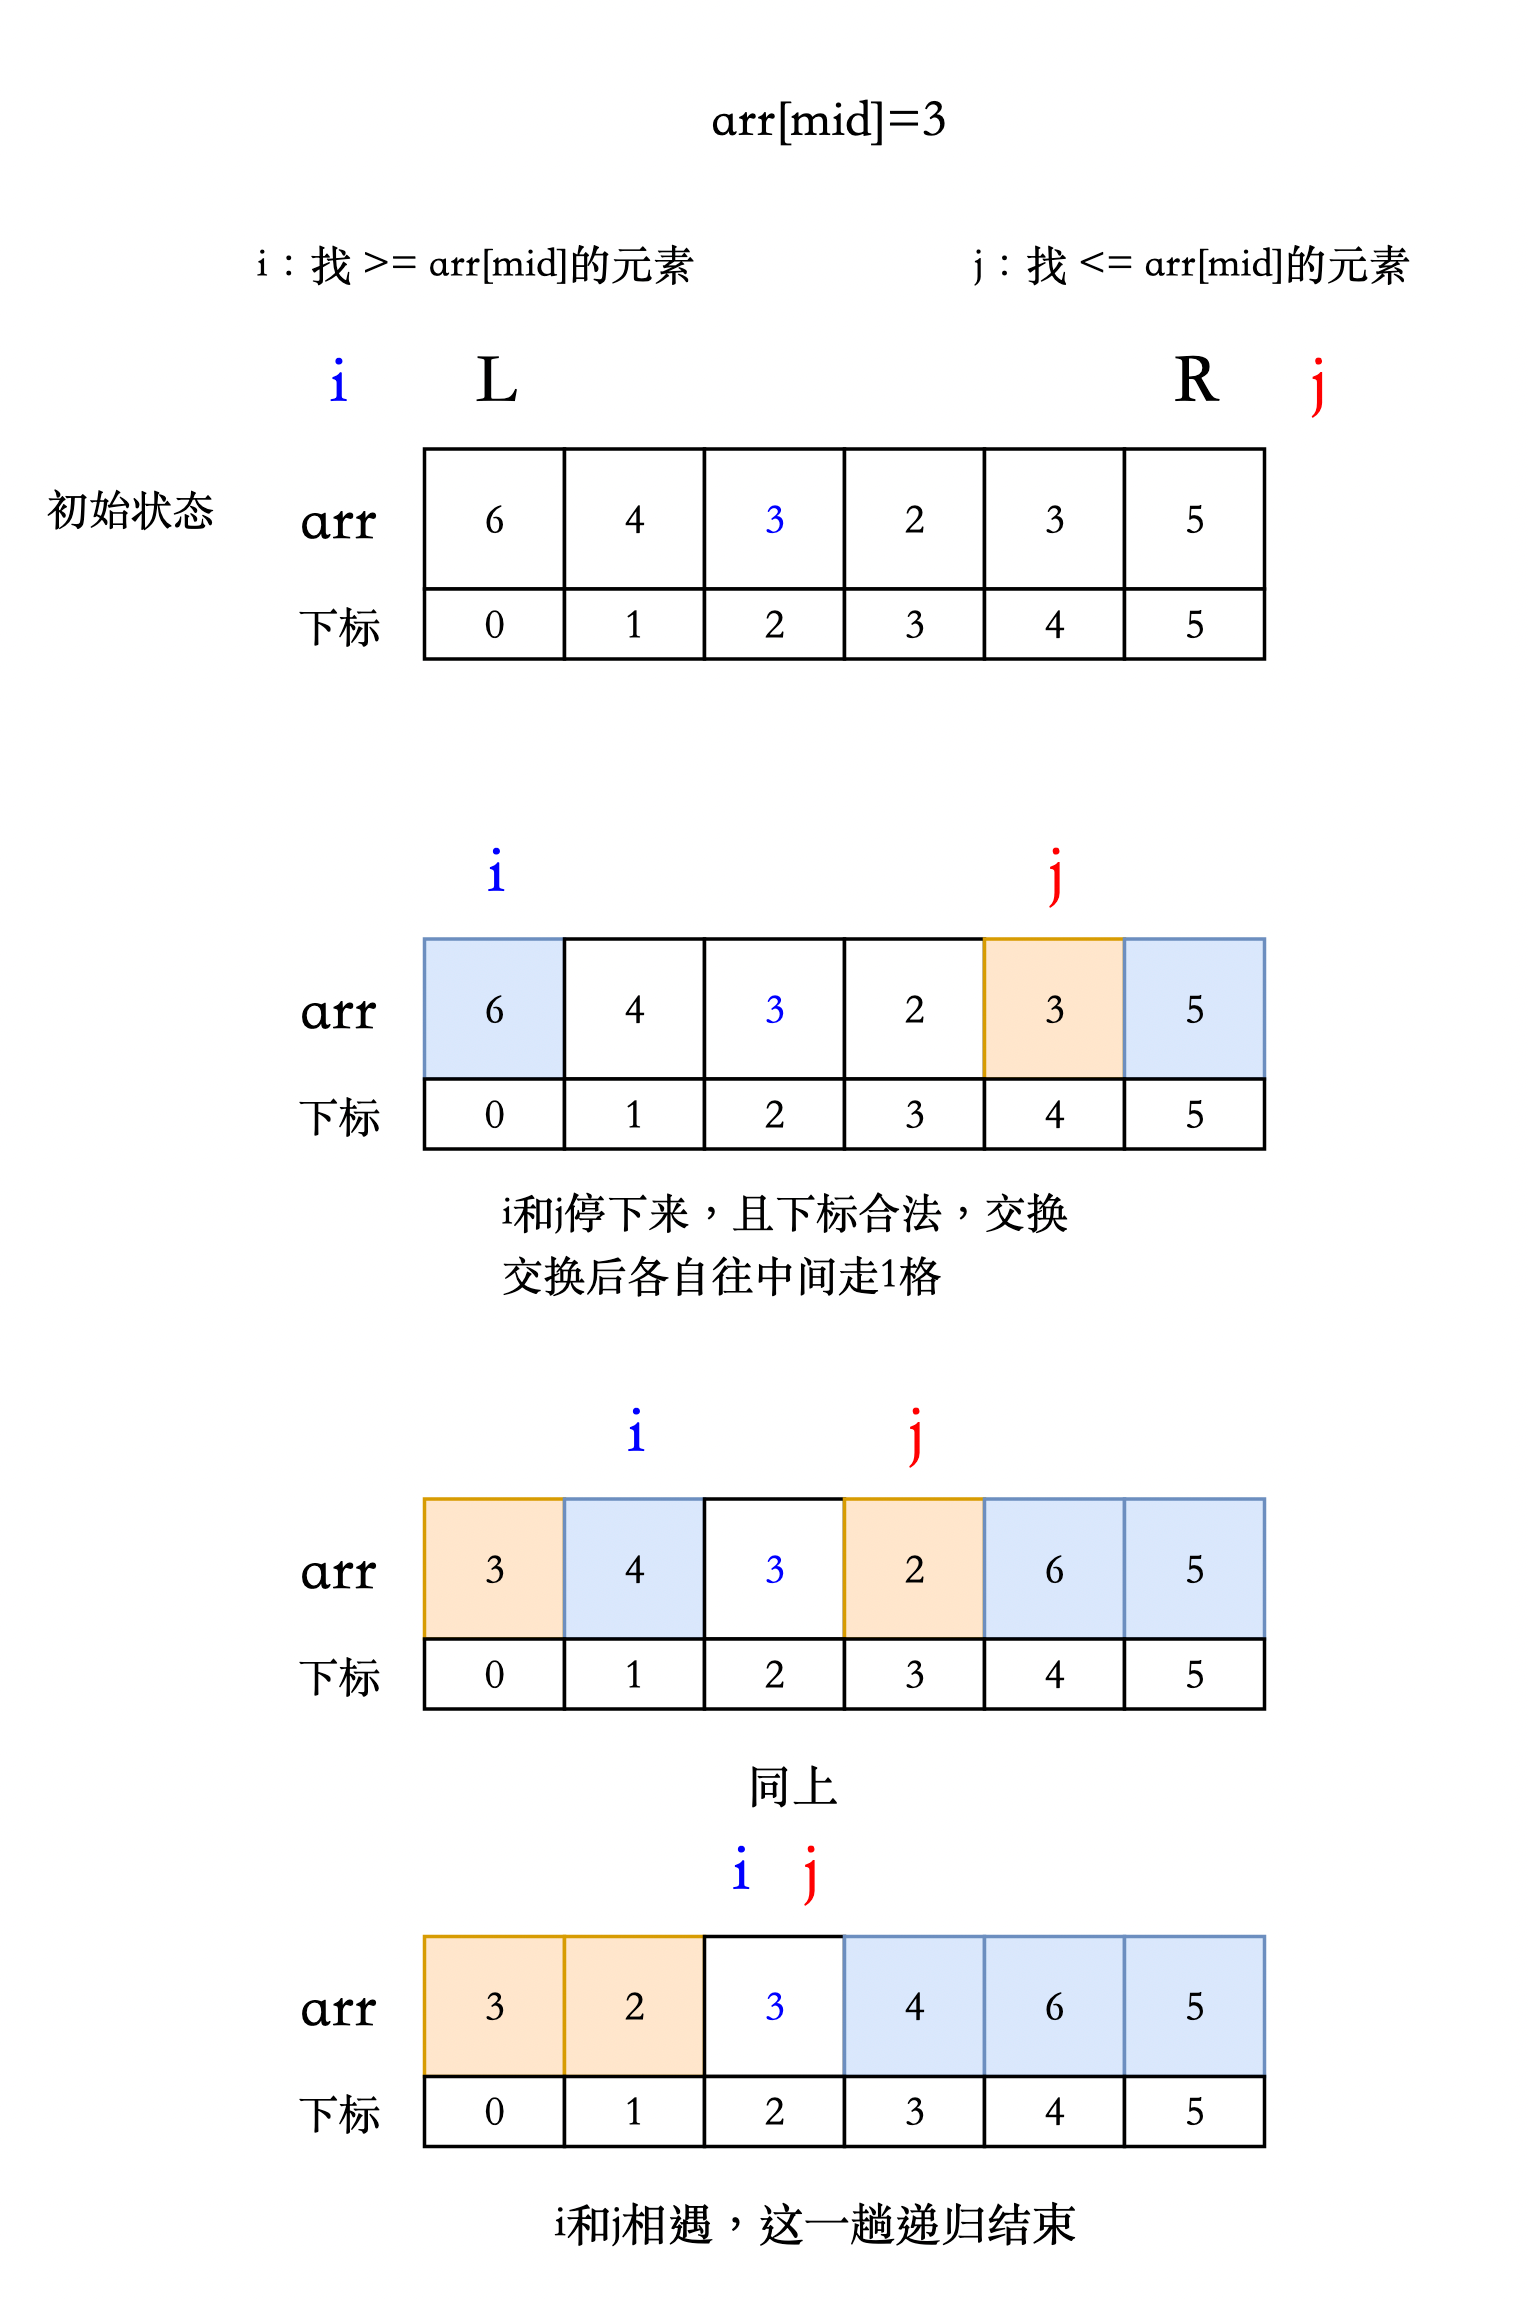 arr[mid]=3
i：找 >= arr[mid]的元素 j：找 <= arr[mid]的元素
i L R j
初始状态 arr 6 4 3 2 3 5
下标 0 1 2 3 4 5
i j
arr 6 4 3 2 3 5
下标 0 1 2 3 4 5
i和j停下来，且下标合法，交换
交换后各自往中间走1格
i j
arr 3 4 3 2 6 5
下标 0 1 2 3 4 5
同上
i j
arr 3 2 3 4 6 5
下标 0 1 2 3 4 5
i和j相遇，这一趟递归结束